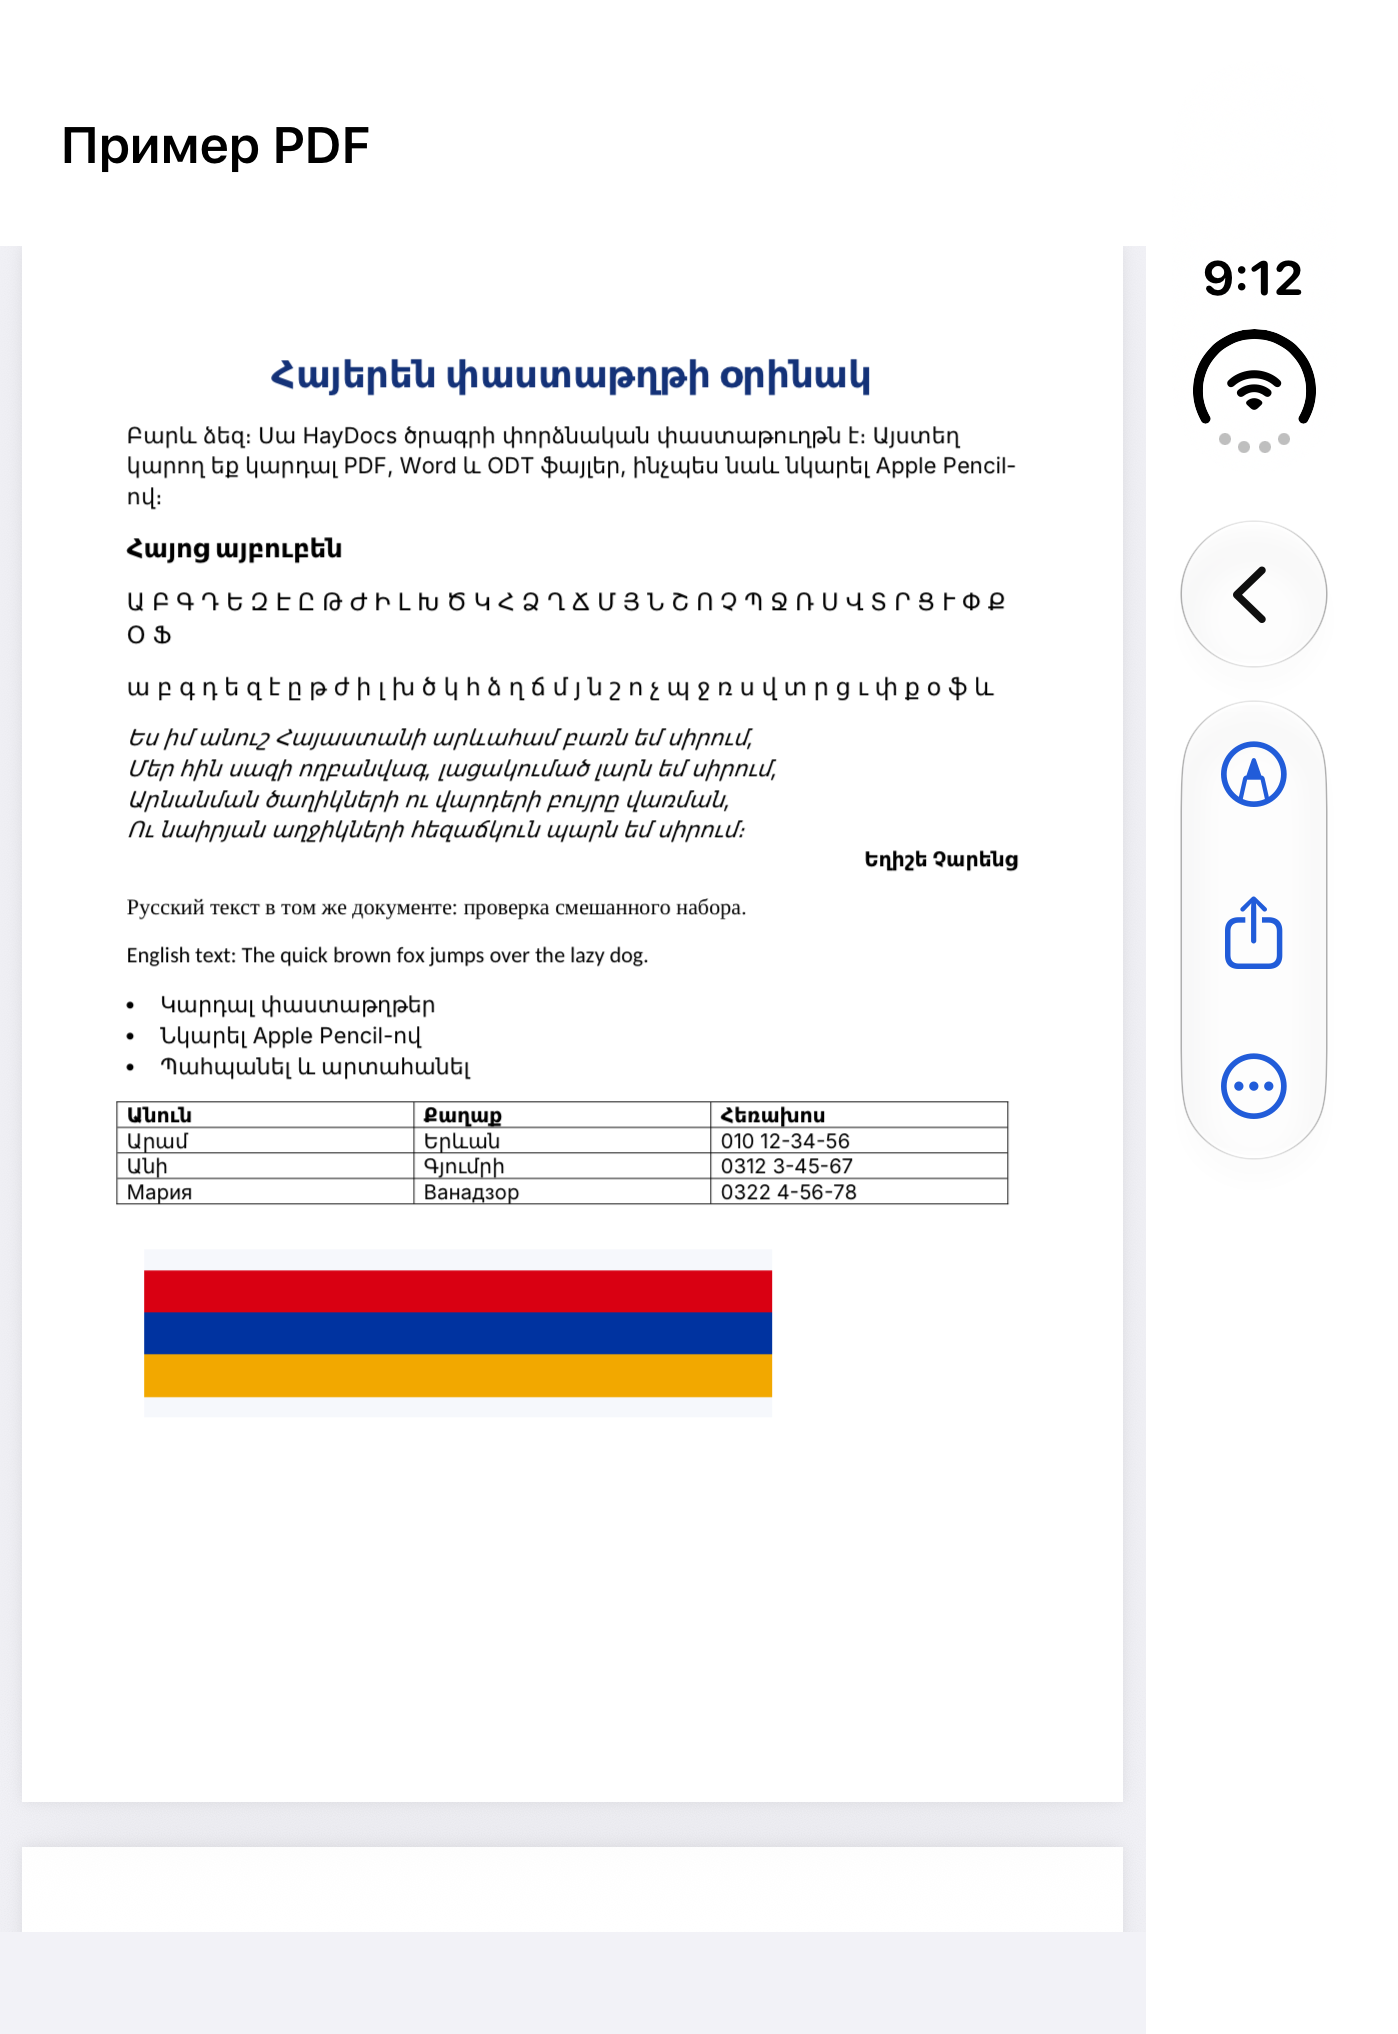 Пример PDF
9:12
Հայերեն փաստաթղթի օրինակ
Բարև ձեզ։ Սա HayDocs ծրագրի փորձնական փաստաթուղթն է։ Այստեղ
կարող եք կարդալ PDF, Word և ODT ֆայլեր, ինչպես նաև նկարել Apple Pencil-
ով։
Հայոց այբուբեն
Ա Բ Գ Դ Ե Զ Է Ը Թ Ժ Ի Լ Խ Ծ Կ Հ Ձ Ղ Ճ Մ Յ Ն Շ Ո Չ Պ Ջ Ռ Ս Վ Տ Ր Ց Ւ Փ Ք
Օ Ֆ
ա բ գ դ ե զ է ը թ ժ ի լ խ ծ կ հ ձ ղ ճ մ յ ն շ ո չ պ ջ ռ ս վ տ ր ց ւ փ ք օ ֆ և
Ես իմ անուշ Հայաստանի արևահամ բառն եմ սիրում,
Մեր հին սազի ողբանվագ, լացակումած լարն եմ սիրում,
Արնանման ծաղիկների ու վարդերի բույրը վառման,
Ու նաիրյան աղջիկների հեզաճկուն պարն եմ սիրում։
Եղիշե Չարենց
Русский текст в том же документе: проверка смешанного набора.
English text: The quick brown fox jumps over the lazy dog.
• Կարդալ փաստաթղթեր
• Նկարել Apple Pencil-ով
• Պահպանել և արտահանել
Անուն Քաղաք Հեռախոս
Արամ Երևան 010 12-34-56
Անի Գյումրի 0312 3-45-67
Мария Ванадзор 0322 4-56-78